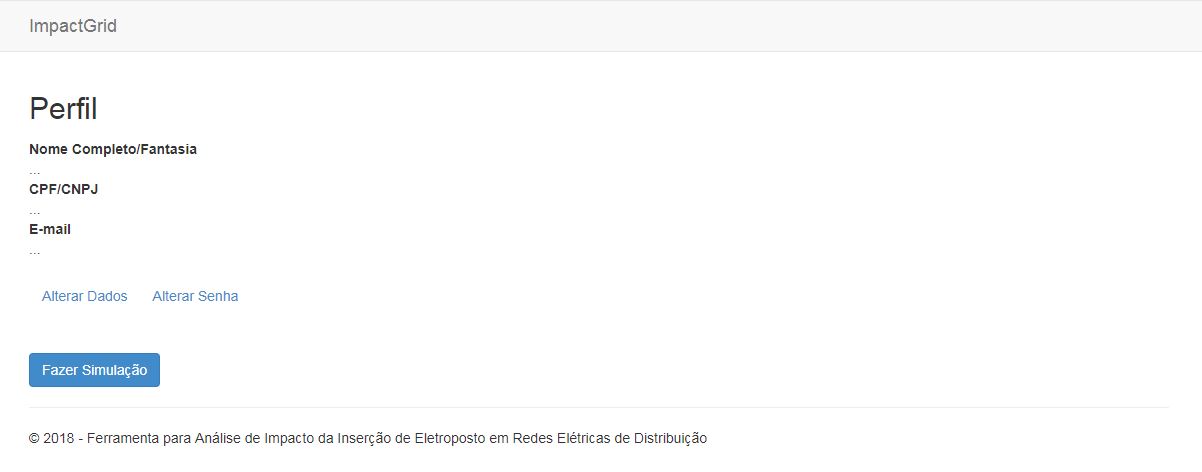 ImpactGrid
Perfil
Nome Completo/Fantasia
...
CPF/CNPJ
...
E-mail
...
Alterar Dados Alterar Senha
Fazer Simulação
© 2018 - Ferramenta para Análise de Impacto da Inserção de Eletroposto em Redes Elétricas de Distribuição